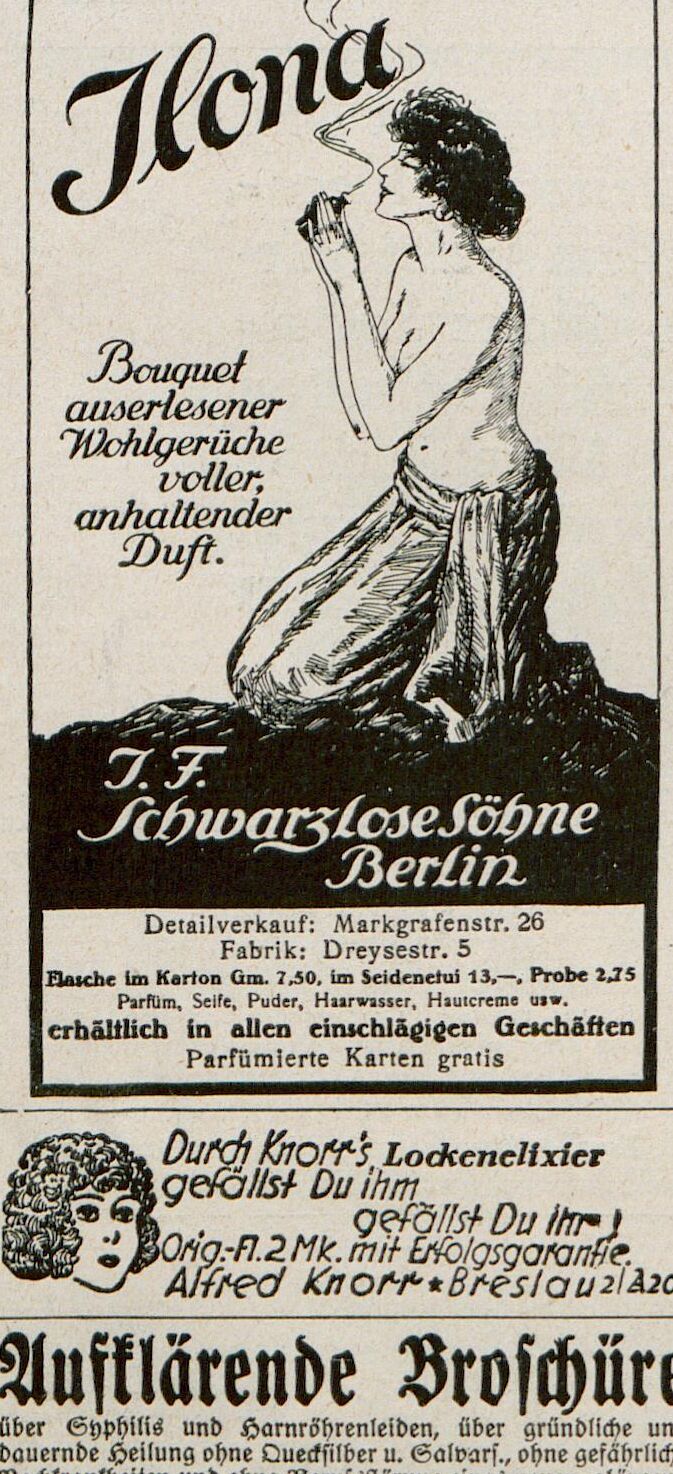 Ilona
Bouquet
auserlesener
Wohlgerüche
voller,
anhaltender
Duft.
J. F.
Schwarzlose Söhne
Berlin
Detailverkauf: Markgrafenstr. 26
Fabrik: Dreysestr. 5
Flasche im Karton Gm. 7,50, im Seidenetui 13,—, Probe 2,75
Parfüm, Seife, Puder, Haarwasser, Hautcreme usw.
erhältlich in allen einschlägigen Geschäften
Parfümierte Karten gratis
Durch Knorr's Lockenelixier
gefällst Du ihm
gefällst Du ihr!
Orig.-Fl. 2 Mk. mit Erfolgsgarantie.
Alfred Knorr * Breslau 2/A20
Aufklärende Broschüre
über Syphilis und Harnröhrenleiden, über gründliche un
dauernde Heilung ohne Quecksilber u. Salvars., ohne gefährlich